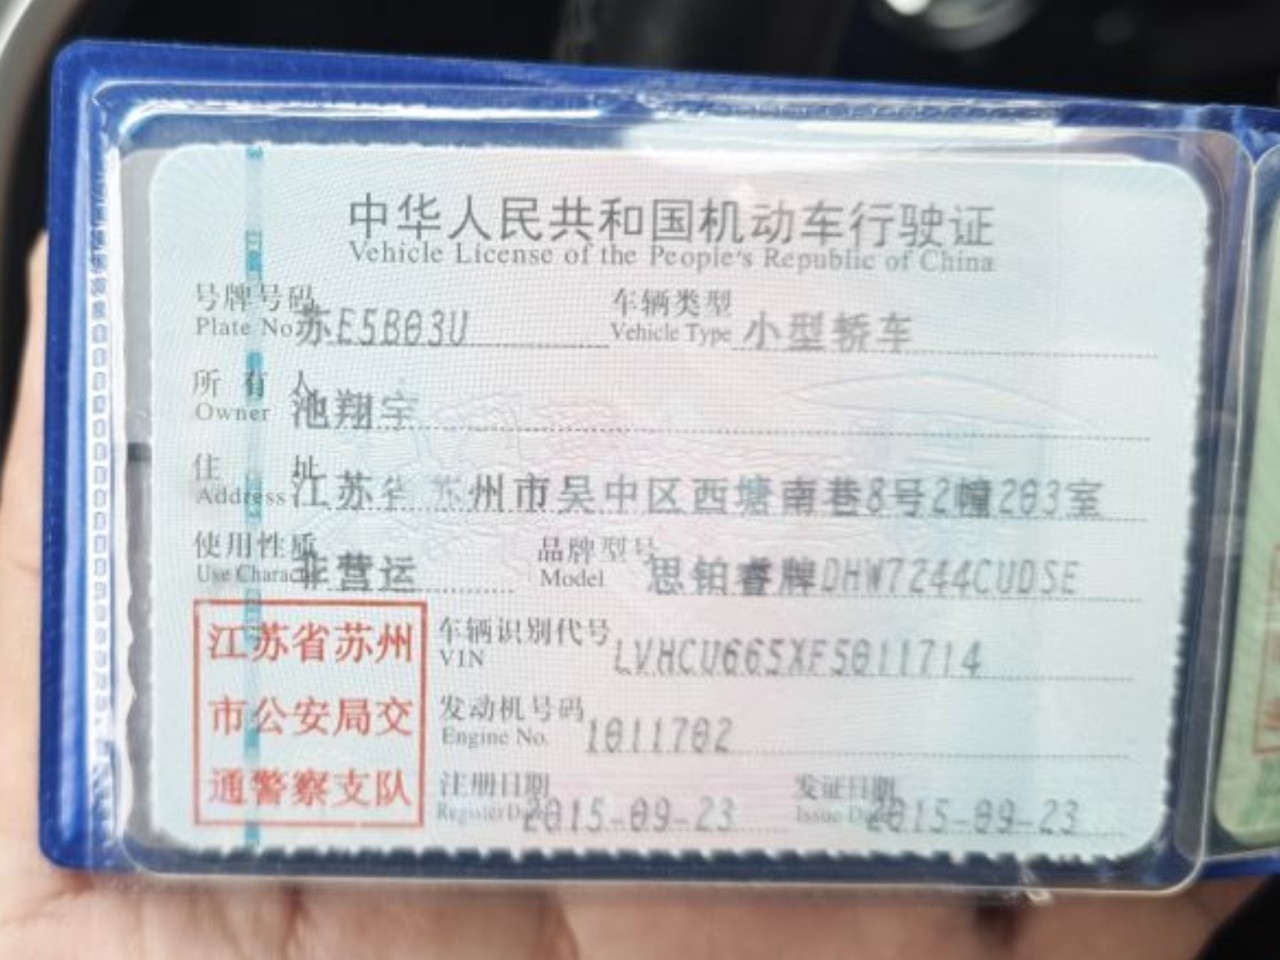 中华人民共和国机动车行驶证
Vehicle License of the People's Republic of China
号牌号码 苏E5B03U 车辆类型 小型轿车
Plate No. Vehicle Type
所有人 池翔宇
Owner
住址 江苏省苏州市吴中区西塘南巷8号2幢203室
Address
使用性质 非营运 品牌型号 思铂睿牌DHW7244CUDSE
Use Charac Model
江苏省苏州
市公安局交
通警察支队
车辆识别代号 LVHCU665XF5011714
VIN
发动机号码 1011702
Engine No.
注册日期 2015-09-23 发证日期 2015-09-23
Register Da Issue Da